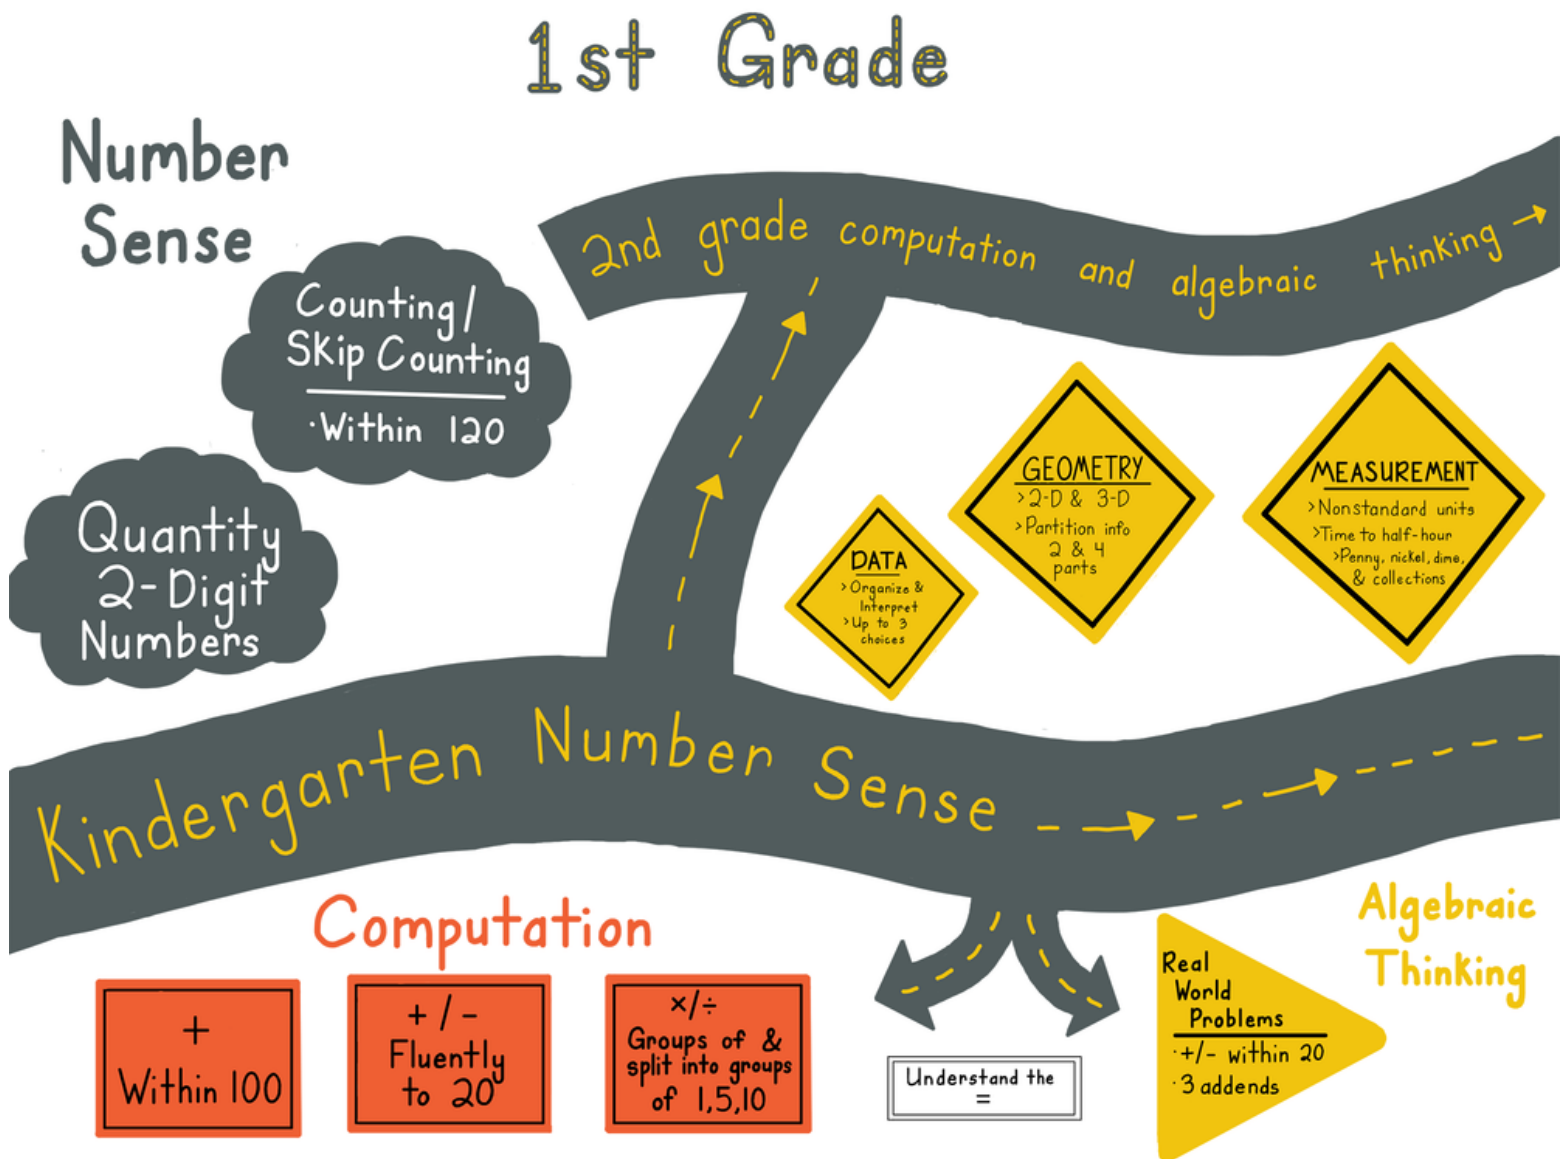 1st Grade
Number
Sense
Counting/
Skip Counting
·Within 120
Quantity
2-Digit
Numbers
2nd grade computation and algebraic thinking →
GEOMETRY
>2-D & 3-D
>Partition info
2 & 4
parts
MEASUREMENT
>Nonstandard units
>Time to half-hour
>Penny, nickel, dime,
& collections
DATA
>Organize &
Interpret
>Up to 3
choices
Kindergarten Number Sense
Computation
+
Within 100
+/-
Fluently
to 20
×/÷
Groups of &
split into groups
of 1,5,10
Understand the
=
Algebraic
Thinking
Real
World
Problems
·+/- within 20
·3 addends